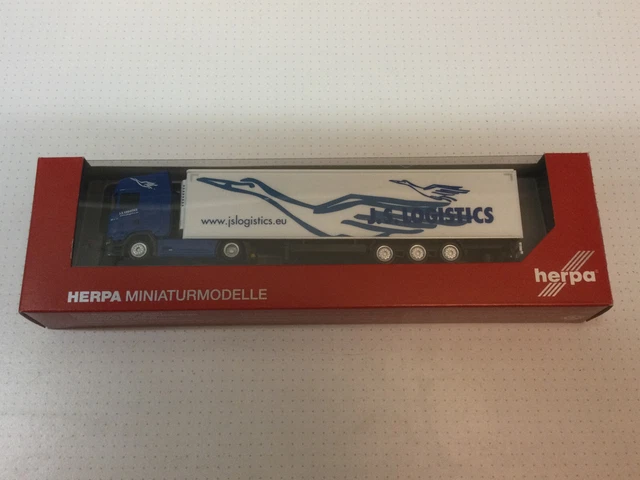 www.jslogistics.eu
J.S. LOGISTICS
HERPA MINIATURMODELLE
herpa